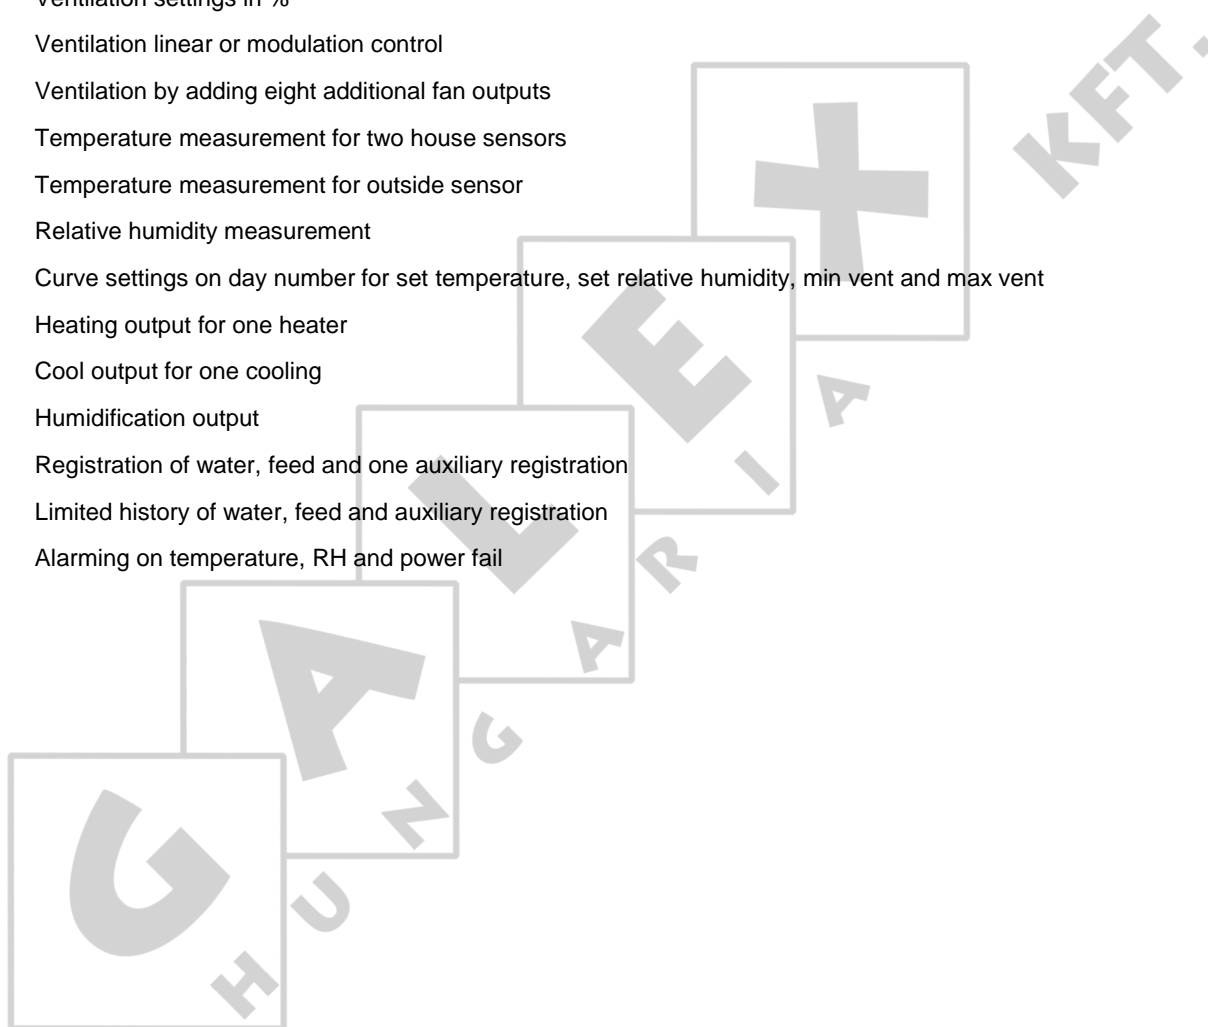 Ventilation settings in %
Ventilation linear or modulation control
Ventilation by adding eight additional fan outputs
Temperature measurement for two house sensors
Temperature measurement for outside sensor
Relative humidity measurement
Curve settings on day number for set temperature, set relative humidity, min vent and max vent
Heating output for one heater
Cool output for one cooling
Humidification output
Registration of water, feed and one auxiliary registration
Limited history of water, feed and auxiliary registration
Alarming on temperature, RH and power fail
GALEX
HUNGARIA KFT.